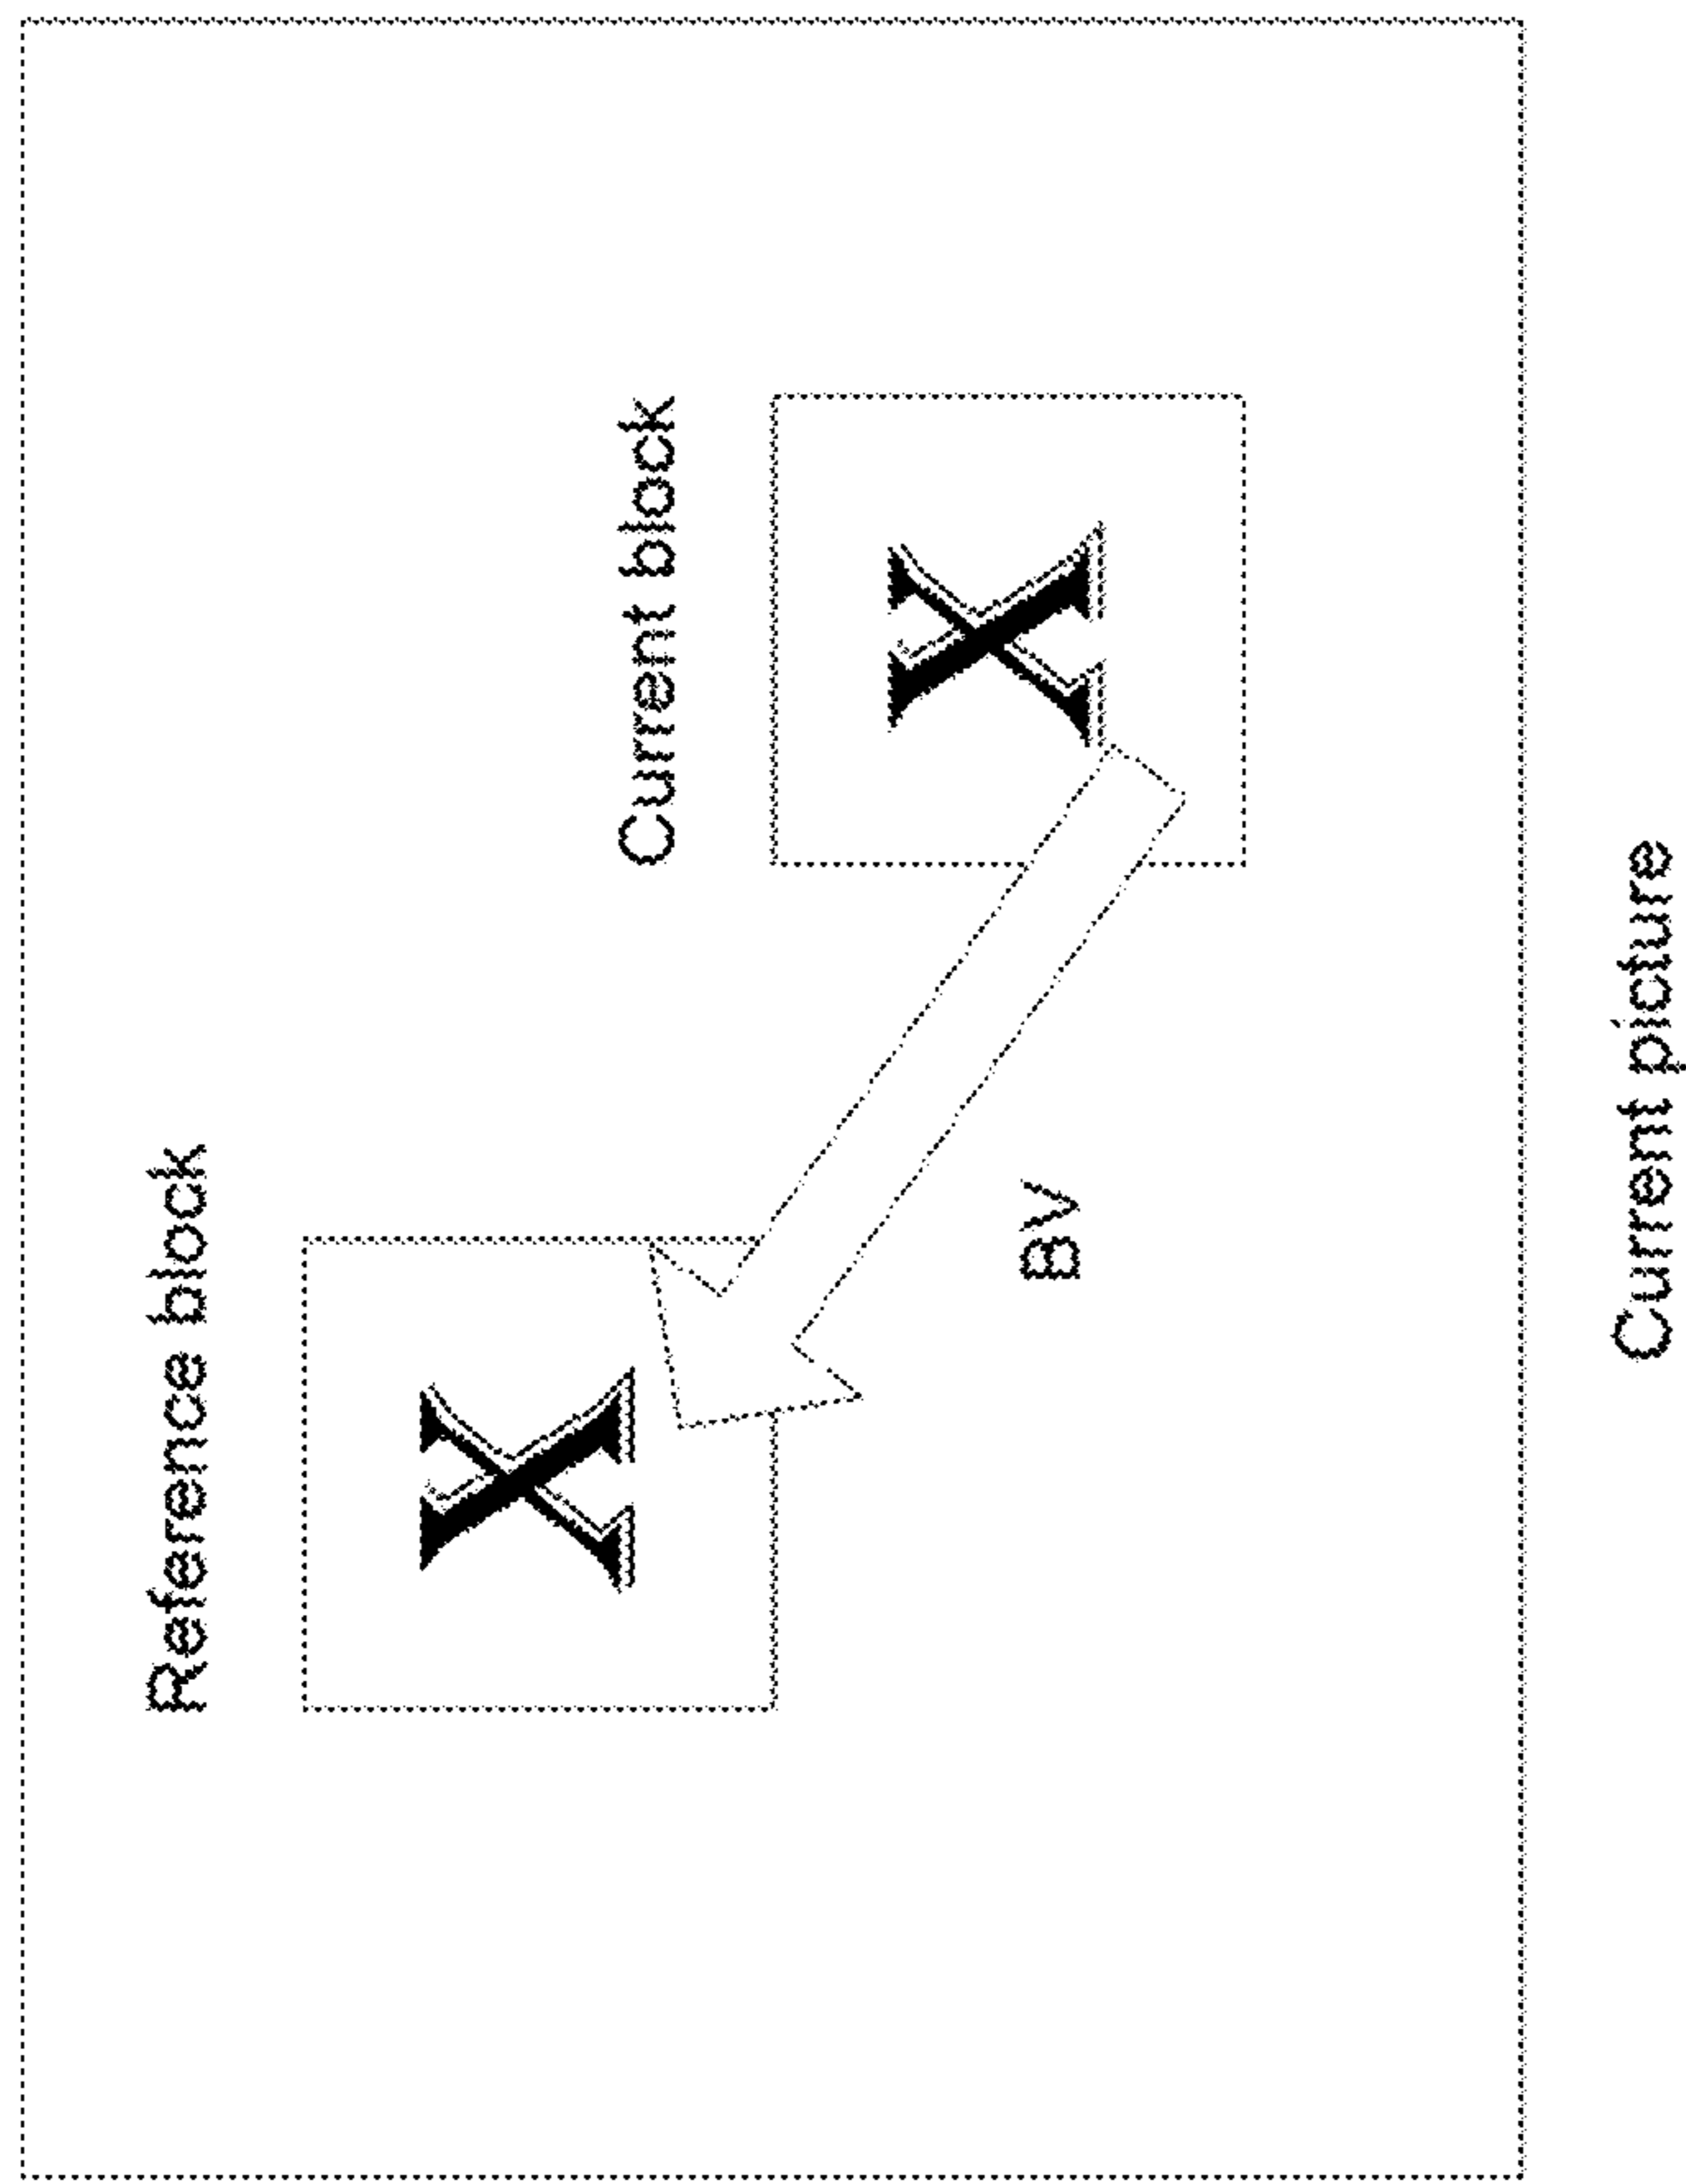 Reference block
X
Current block
X
BV
Current picture